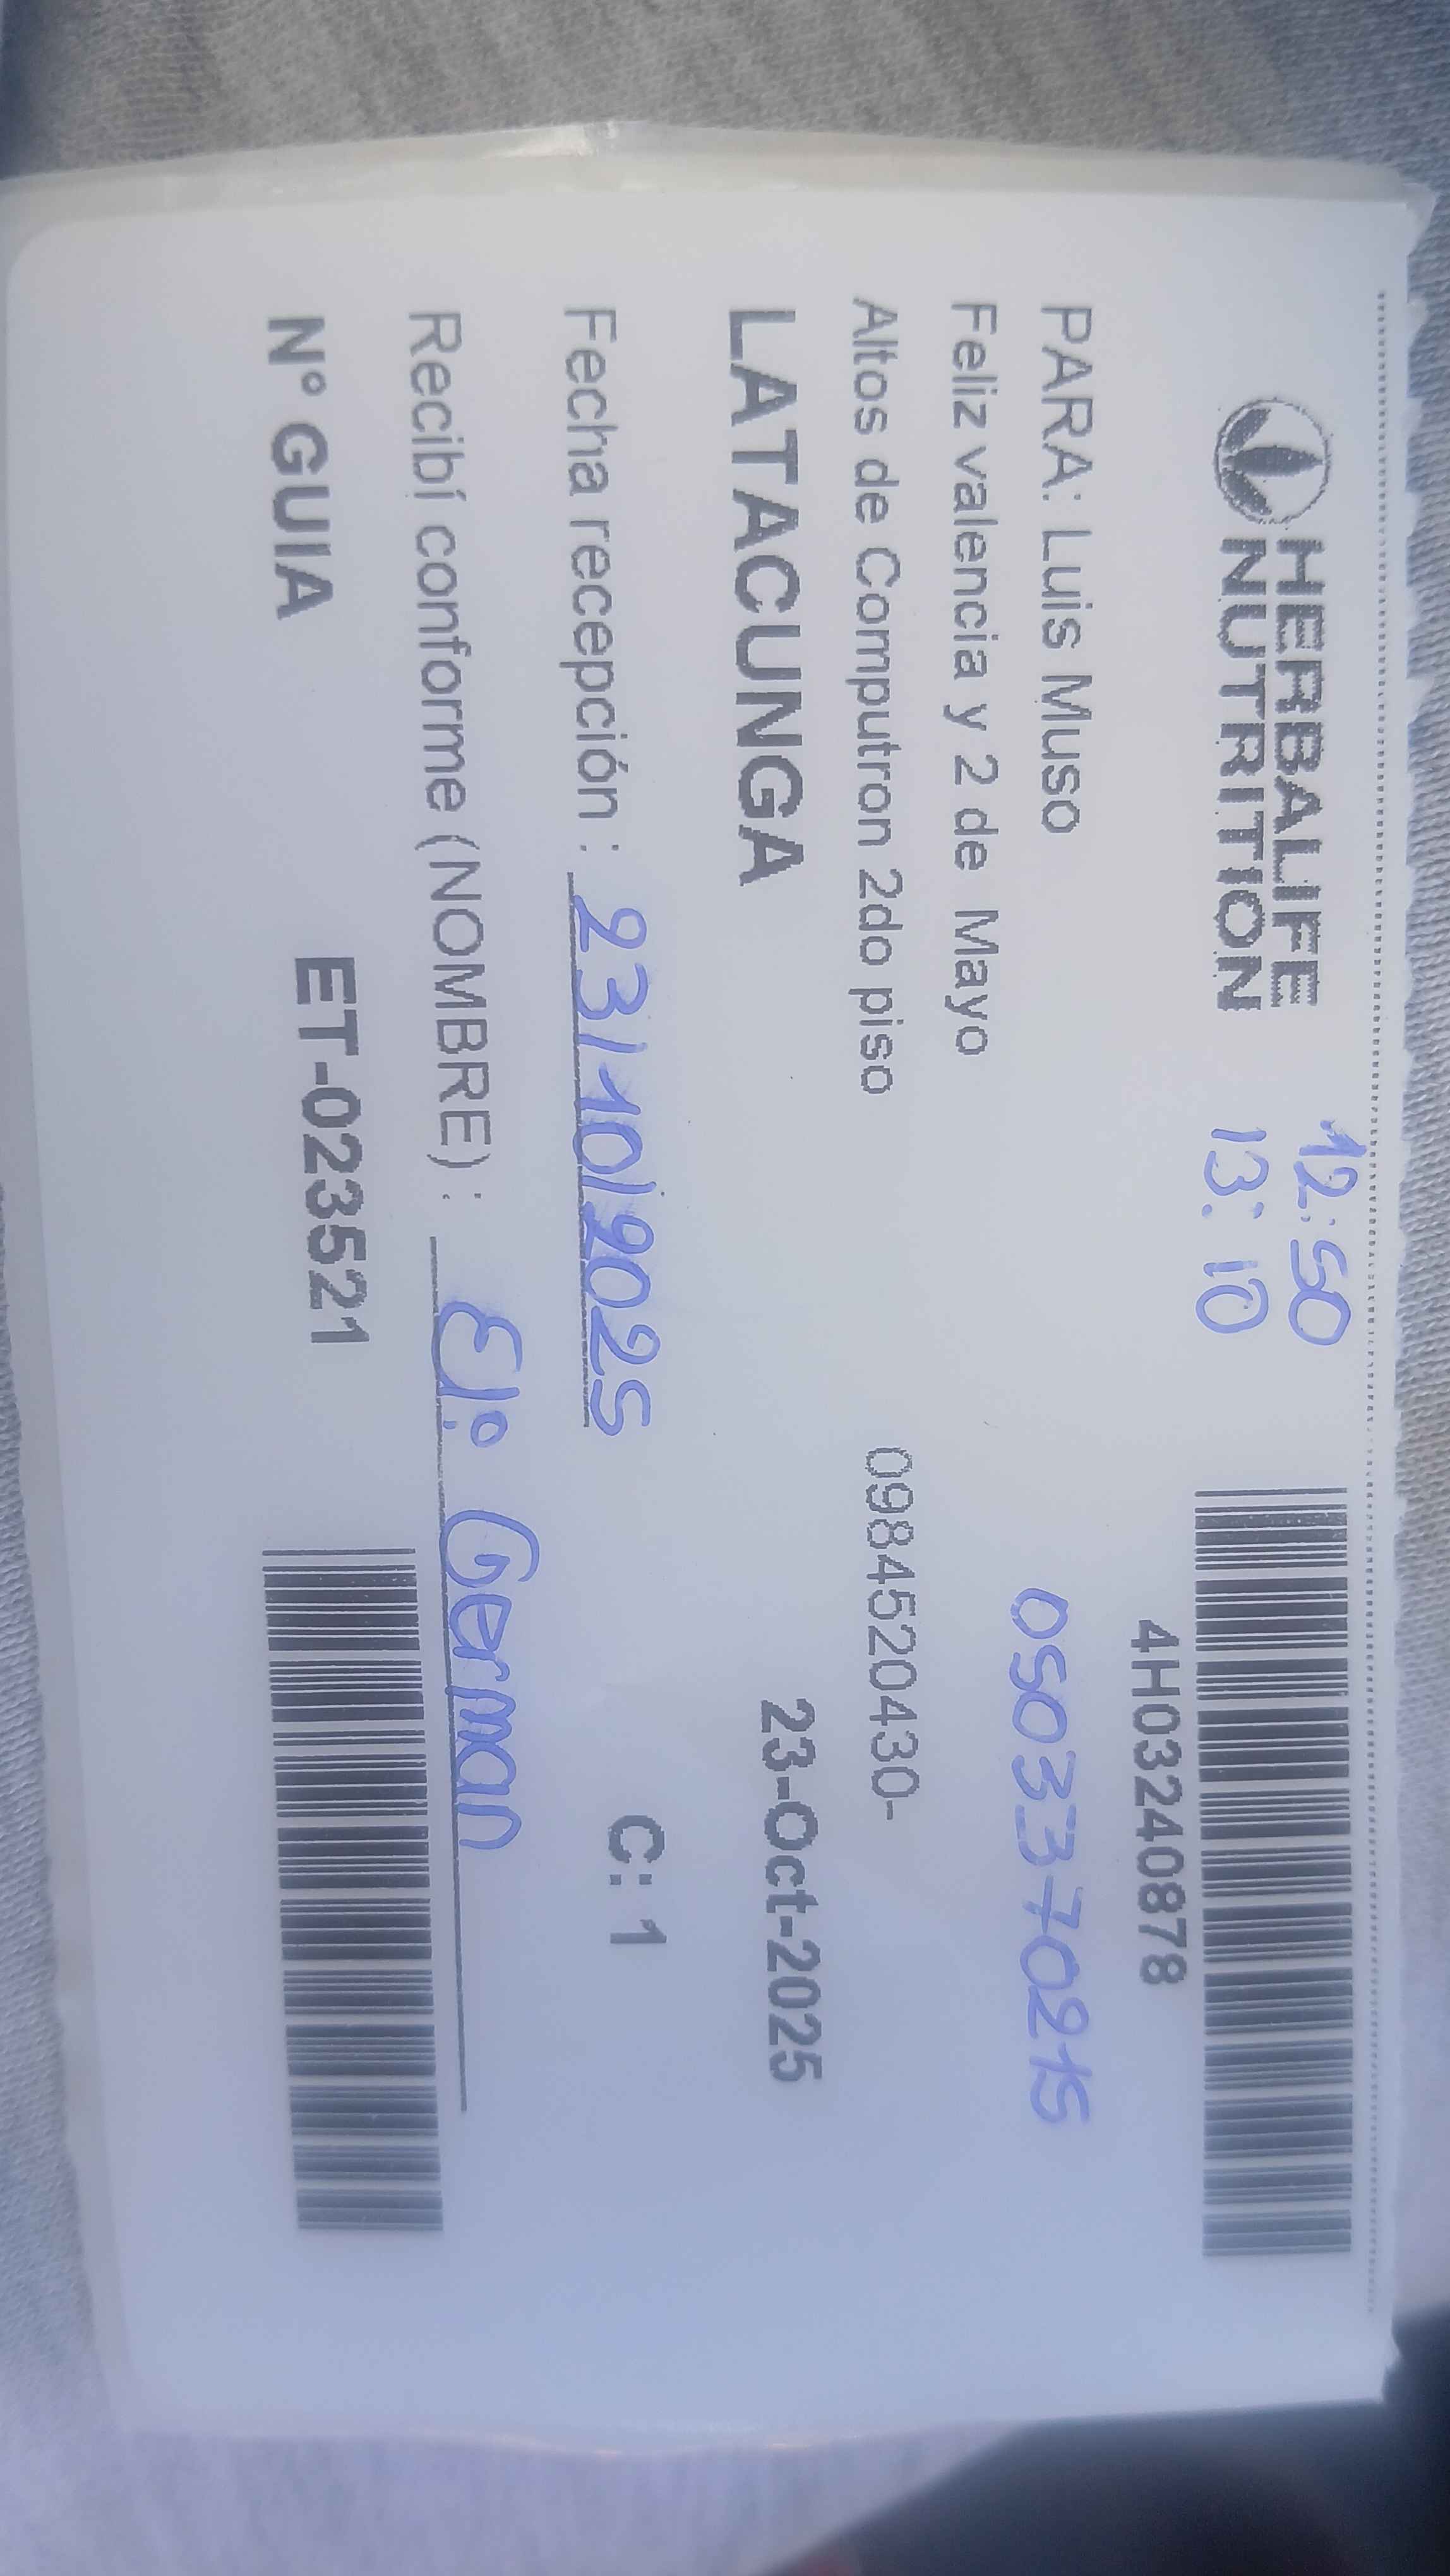 HERBALIFE
NUTRITION
12:50
13:10
4H03240878
PARA: Luis Muso
0503370215
Feliz valencia y 2 de Mayo
Altos de Computron 2do piso
0984520430-
LATACUNGA
23-Oct-2025
Fecha recepción : 23/10/2025
C: 1
Recibí conforme (NOMBRE) : German
N° GUIA ET-023521